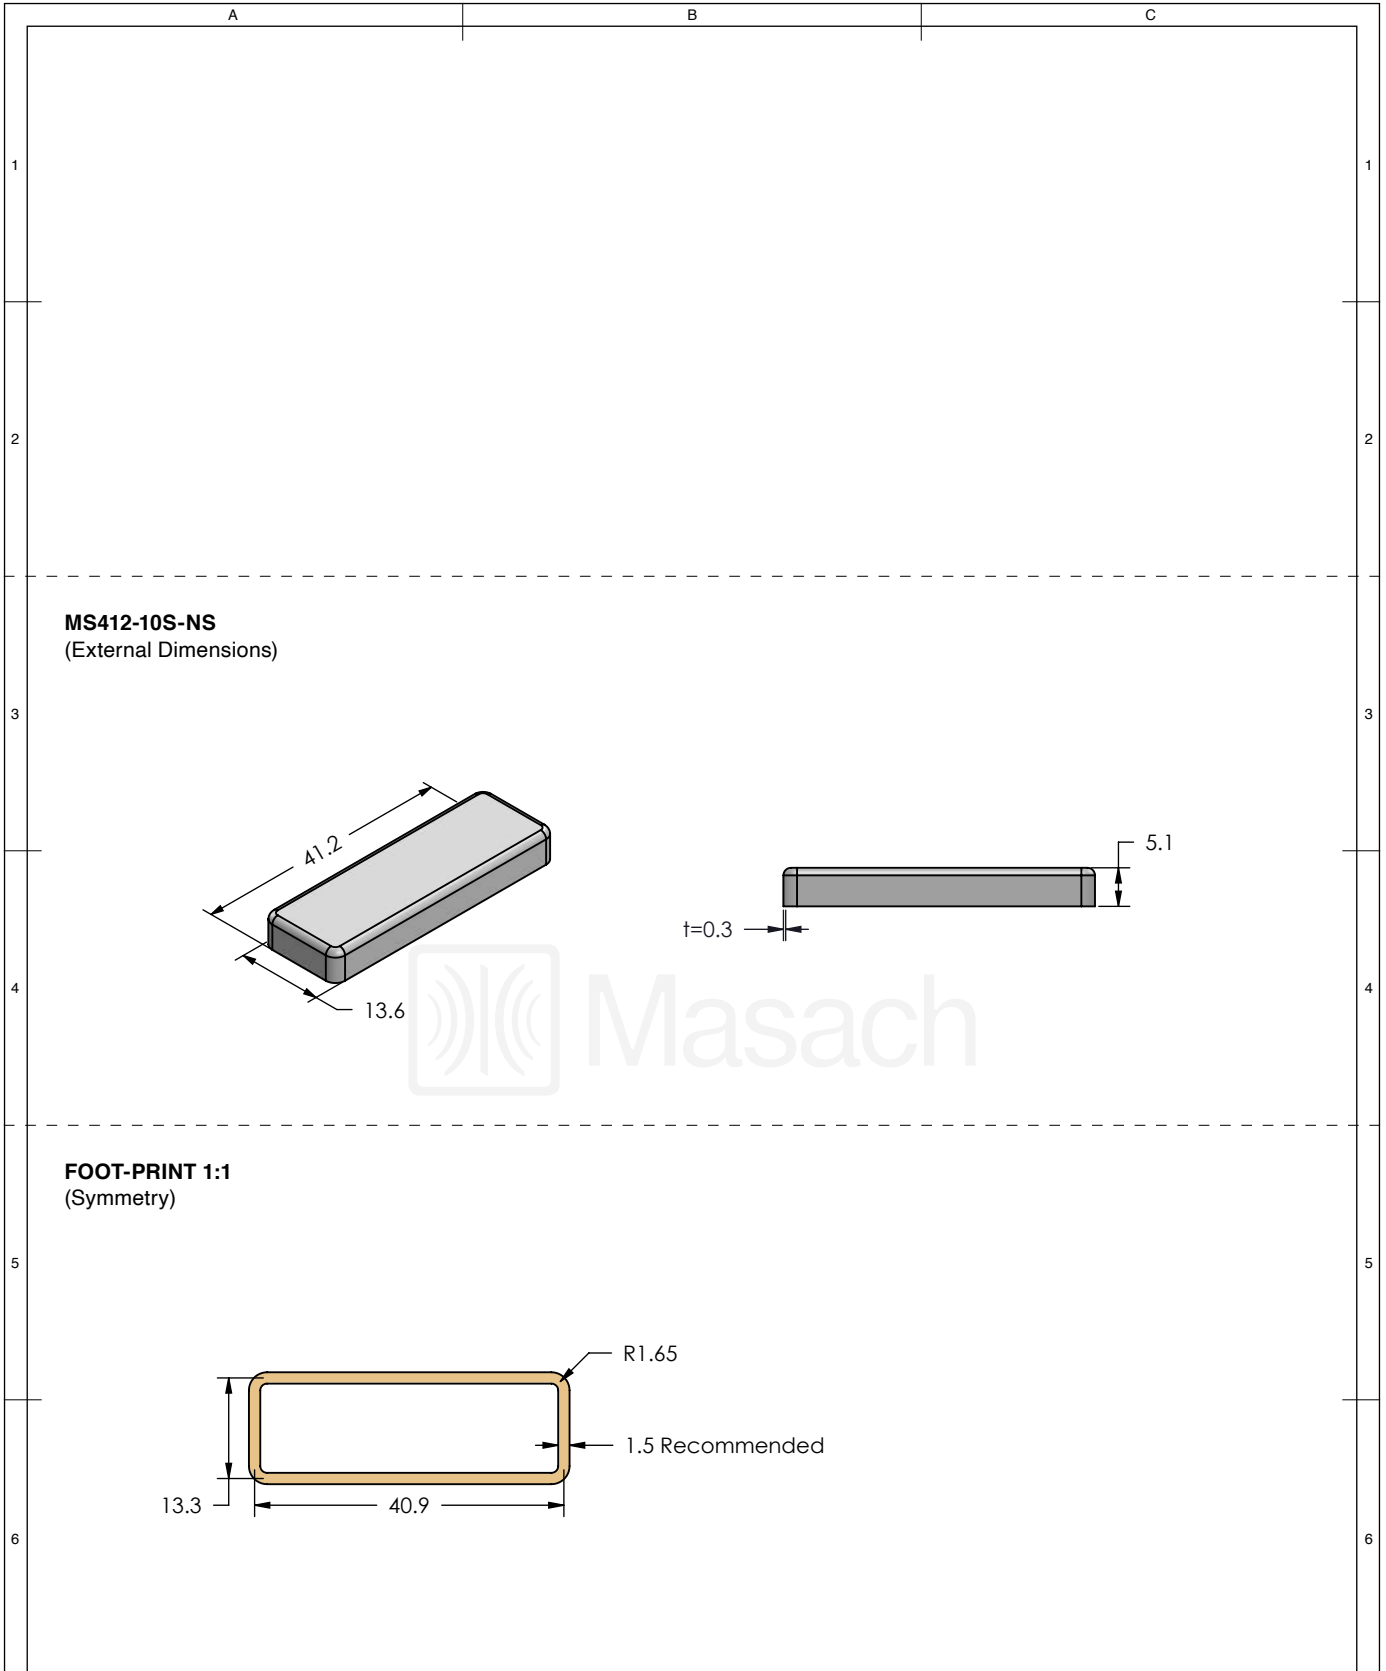 A B C
1 1
2 2
MS412-10S-NS
(External Dimensions)
3 3
41.2
5.1
t=0.3
4 4
13.6
Masach
FOOT-PRINT 1:1
(Symmetry)
5 5
R1.65
1.5 Recommended
13.3
40.9
6 6